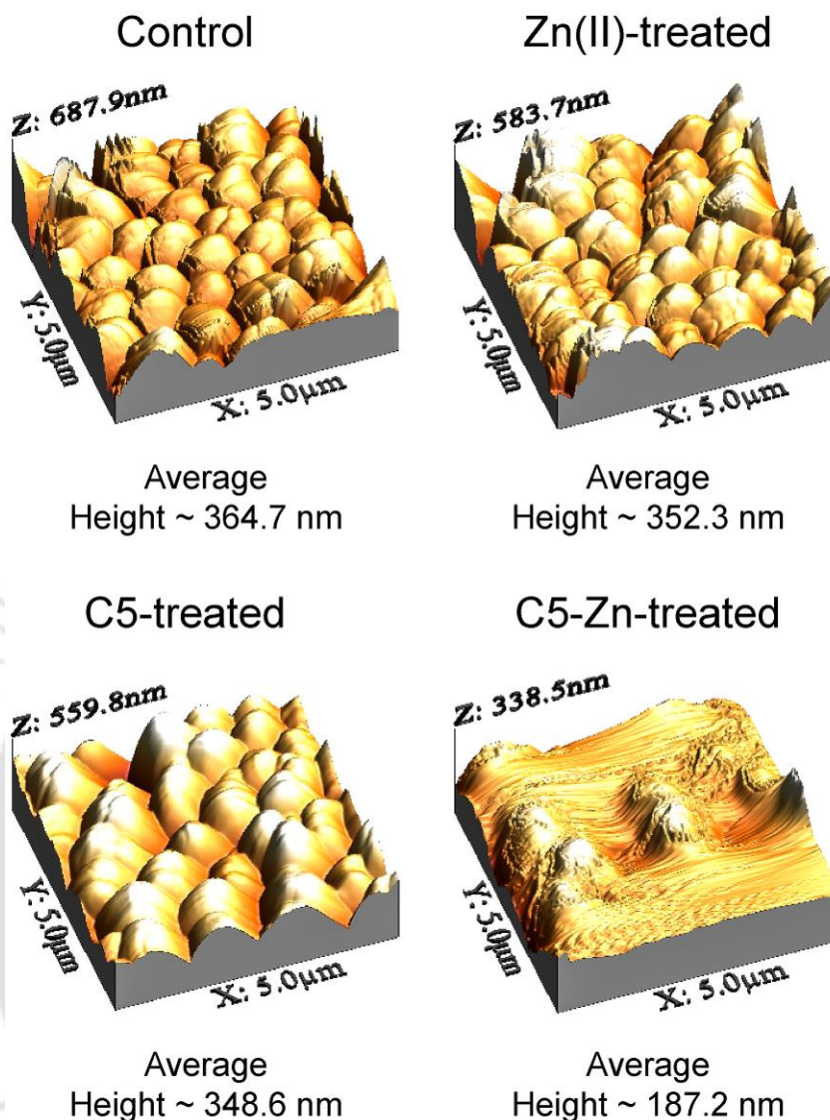 Control
Zn(II)-treated
Z: 687.9nm
Z: 583.7nm
Y: 5.0µm
X: 5.0µm
Y: 5.0µm
X: 5.0µm
Average
Height ~ 364.7 nm
Average
Height ~ 352.3 nm
C5-treated
C5-Zn-treated
Z: 559.8nm
Z: 338.5nm
Y: 5.0µm
X: 5.0µm
Y: 5.0µm
X: 5.0µm
Average
Height ~ 348.6 nm
Average
Height ~ 187.2 nm